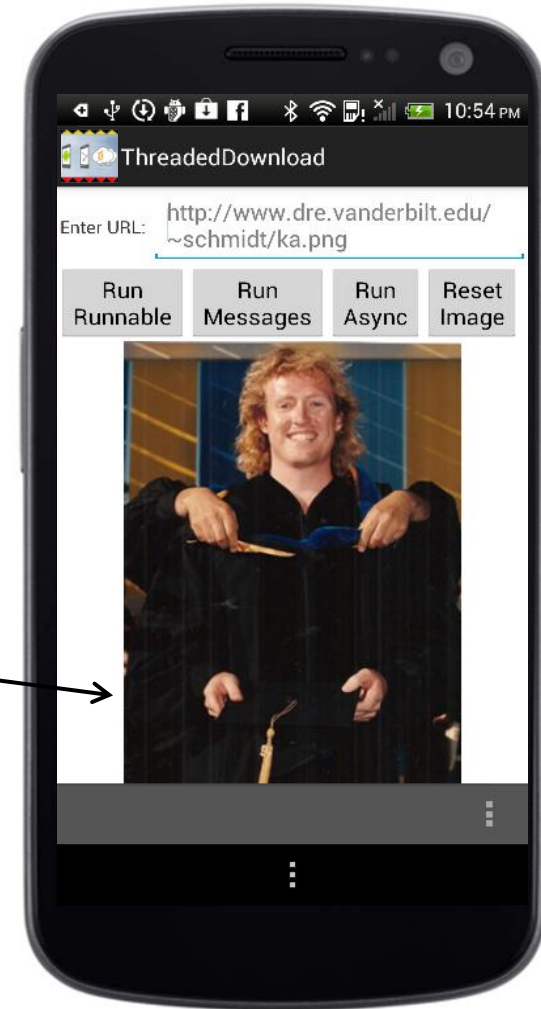 10:54 PM
ThreadedDownload
Enter URL:
http://www.dre.vanderbilt.edu/
~schmidt/ka.png
Run
Runnable
Run
Messages
Run
Async
Reset
Image